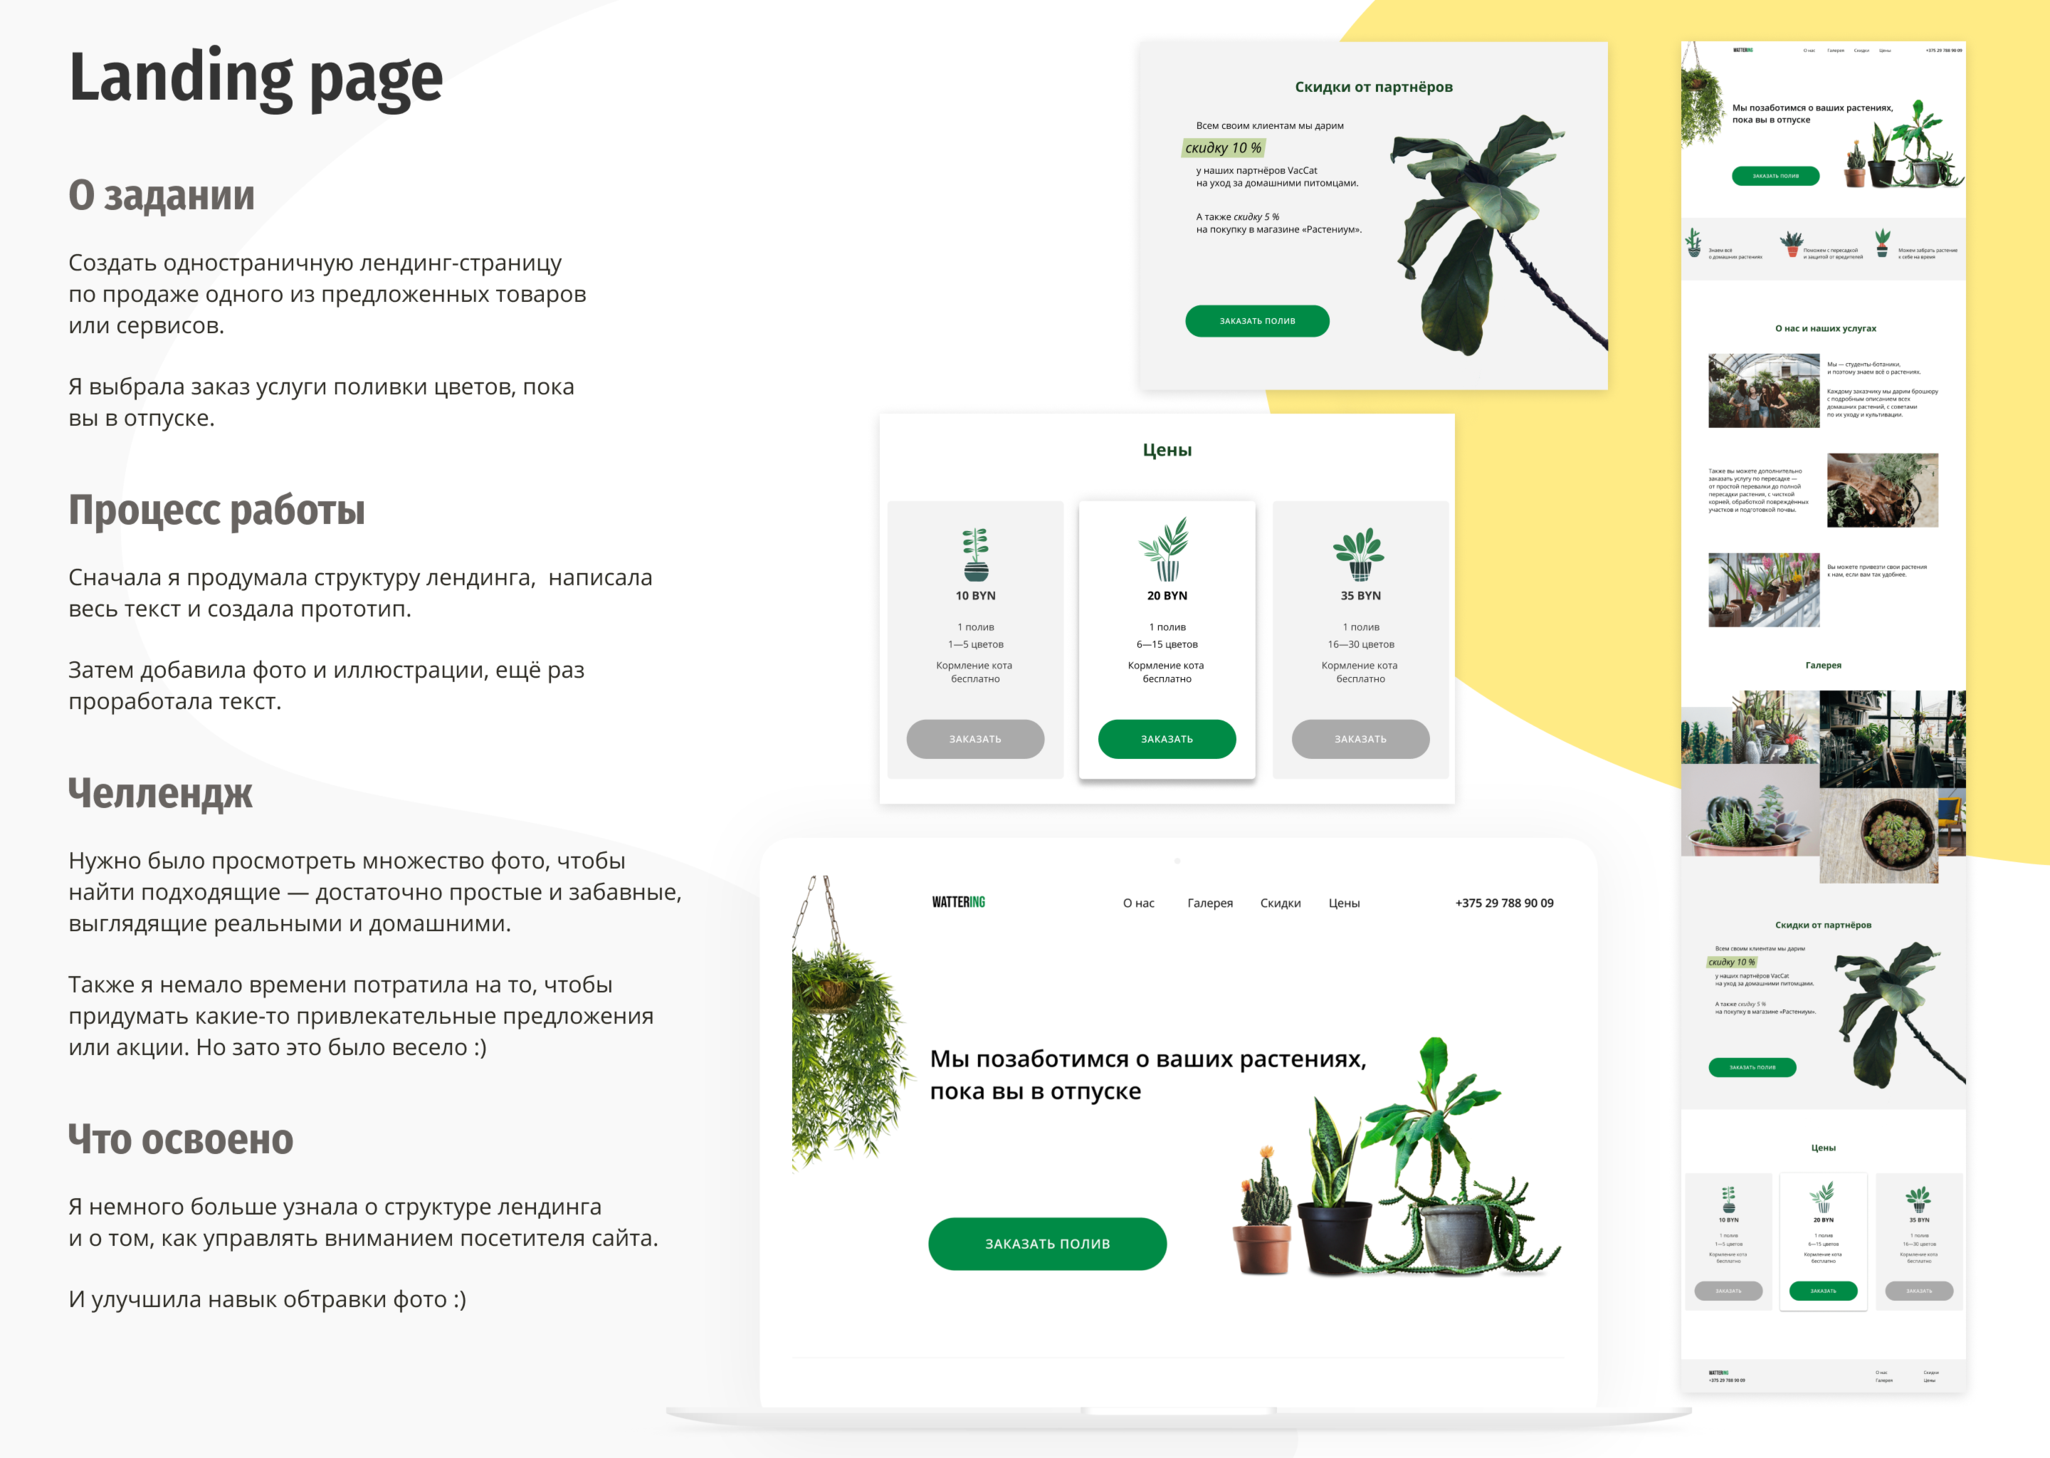 Landing page
О задании
Создать одностраничную лендинг-страницу
по продаже одного из предложенных товаров
или сервисов.
Я выбрала заказ услуги поливки цветов, пока
вы в отпуске.
Процесс работы
Сначала я продумала структуру лендинга,  написала
весь текст и создала прототип.
Затем добавила фото и иллюстрации, ещё раз
проработала текст.
Челлендж
Нужно было просмотреть множество фото, чтобы
найти подходящие — достаточно простые и забавные,
выглядящие реальными и домашними.
Также я немало времени потратила на то, чтобы
придумать какие-то привлекательные предложения
или акции. Но зато это было весело :)
Что освоено
Я немного больше узнала о структуре лендинга
и о том, как управлять вниманием посетителя сайта.
И улучшила навык обтравки фото :)
Скидки от партнёров
Всем своим клиентам мы дарим
скидку 10 %
у наших партнёров VacCat
на уход за домашними питомцами.
А также скидку 5 %
на покупку в магазине «Растениум».
ЗАКАЗАТЬ ПОЛИВ
Цены
10 BYN
1 полив
1—5 цветов
Кормление кота
бесплатно
ЗАКАЗАТЬ
20 BYN
1 полив
6—15 цветов
Кормление кота
бесплатно
ЗАКАЗАТЬ
35 BYN
1 полив
16—30 цветов
Кормление кота
бесплатно
ЗАКАЗАТЬ
WATTERING
О нас Галерея Скидки Цены +375 29 788 90 09
Мы позаботимся о ваших растениях,
пока вы в отпуске
ЗАКАЗАТЬ ПОЛИВ
WATTERING
О нас Галерея Скидки Цены +375 29 788 90 09
Мы позаботимся о ваших растениях,
пока вы в отпуске
ЗАКАЗАТЬ ПОЛИВ
Знаем всё
о домашних растениях
Поможем с пересадкой
и защитой от вредителей
Можем забрать растение
к себе на время
О нас и наших услугах
Мы — студенты-ботаники,
и поэтому знаем всё о растениях.
Каждому заказчику мы дарим брошюру
с подробным описанием всех
домашних растений, с советами
по их уходу и культивации.
Также вы можете дополнительно
заказать услугу по пересадке —
от простой перевалки до полной
пересадки растения, с чисткой
корней, обработкой повреждённых
участков и подготовкой почвы.
Вы можете привезти свои растения
к нам, если вам так удобнее.
Галерея
Скидки от партнёров
Всем своим клиентам мы дарим
скидку 10 %
у наших партнёров VacCat
на уход за домашними питомцами.
А также скидку 5 %
на покупку в магазине «Растениум».
ЗАКАЗАТЬ ПОЛИВ
Цены
10 BYN
1 полив
1—5 цветов
Кормление кота
бесплатно
ЗАКАЗАТЬ
20 BYN
1 полив
6—15 цветов
Кормление кота
бесплатно
ЗАКАЗАТЬ
35 BYN
1 полив
16—30 цветов
Кормление кота
бесплатно
ЗАКАЗАТЬ
WATTERING
+375 29 788 90 09
О нас Скидки
Галерея Цены